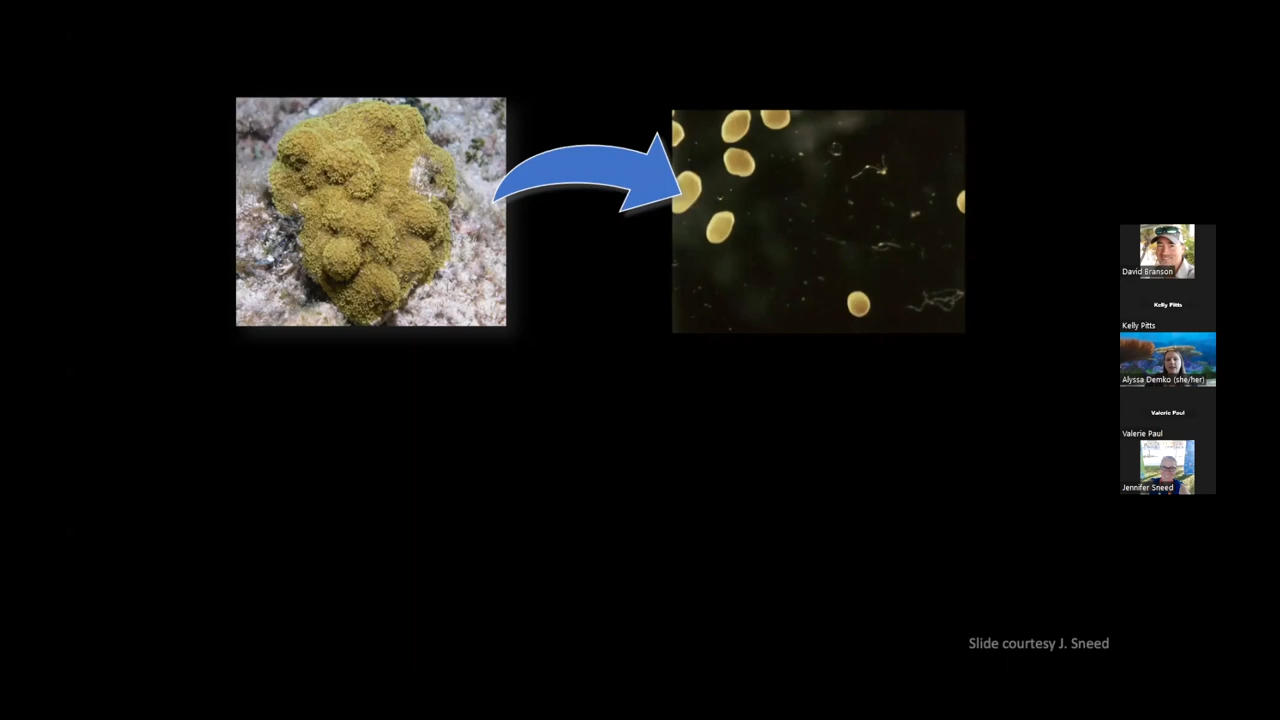 David Branson
Kelly Pitts
Kelly Pitts
Alyssa Demko (she/her)
Valerie Paul
Valerie Paul
Jennifer Sneed
Slide courtesy J. Sneed